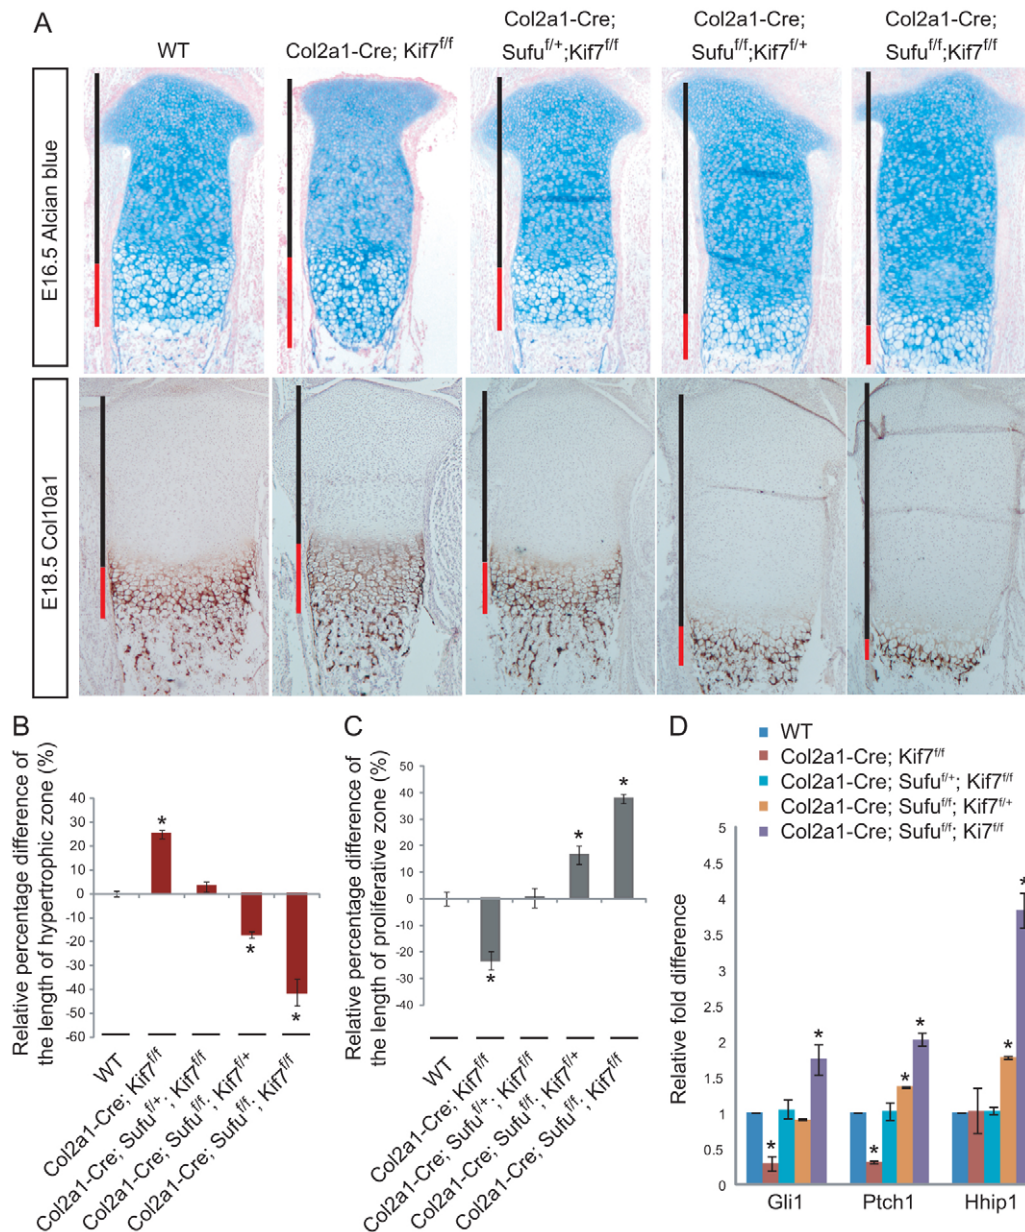 A
WT
Col2a1-Cre; Kif7f/f
Col2a1-Cre;
Sufuf/+;Kif7f/f
Col2a1-Cre;
Sufuf/f;Kif7f/+
Col2a1-Cre;
Sufuf/f;Kif7f/f
E16.5 Alcian blue
E18.5 Col10a1
B
Relative percentage difference of
the length of hypertrophic zone (%)
40
30
20
10
0
-10
-20
-30
-40
-50
-60
*
*
*
WT
Col2a1-Cre; Kif7f/f
Col2a1-Cre; Sufuf/+; Kif7f/f
Col2a1-Cre; Sufuf/f; Kif7f/+
Col2a1-Cre; Sufuf/f; Kif7f/f
C
Relative percentage difference of
the length of proliferative zone (%)
50
40
30
20
10
0
-10
-20
-30
-40
*
*
*
WT
Col2a1-Cre; Kif7f/f
Col2a1-Cre; Sufuf/+; Kif7f/f
Col2a1-Cre; Sufuf/f; Kif7f/+
Col2a1-Cre; Sufuf/f; Kif7f/f
D
WT
Col2a1-Cre; Kif7f/f
Col2a1-Cre; Sufuf/+; Kif7f/f
Col2a1-Cre; Sufuf/f; Kif7f/+
Col2a1-Cre; Sufuf/f; Ki7f/f
Relative fold difference
5
4.5
4
3.5
3
2.5
2
1.5
1
0.5
0
*
*
*
*
*
*
*
Gli1
Ptch1
Hhip1